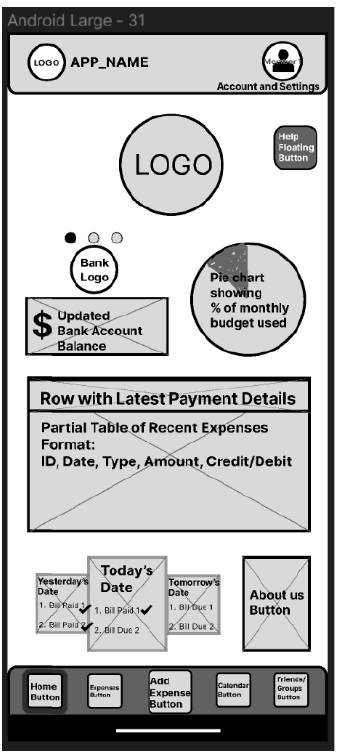 Android Large - 31
LOGO
APP_NAME
Account and Settings
Help
Floating
Button
LOGO
Bank
Logo
$
Updated
Bank Account
Balance
Pie chart
showing
% of monthly
budget used
Row with Latest Payment Details
Partial Table of Recent Expenses
Format:
ID, Date, Type, Amount, Credit/Debit
Yesterday's
Date
1. Bill Paid 1
2. Bill Paid 2
Today's
Date
1. Bill Paid 1
2. Bill Due 2
Tomorrow's
Date
1. Bill Due 1
2. Bill Due 2
About us
Button
Home
Button
Expenses
Button
Add
Expense
Button
Calendar
Button
Friends/
Groups
Button